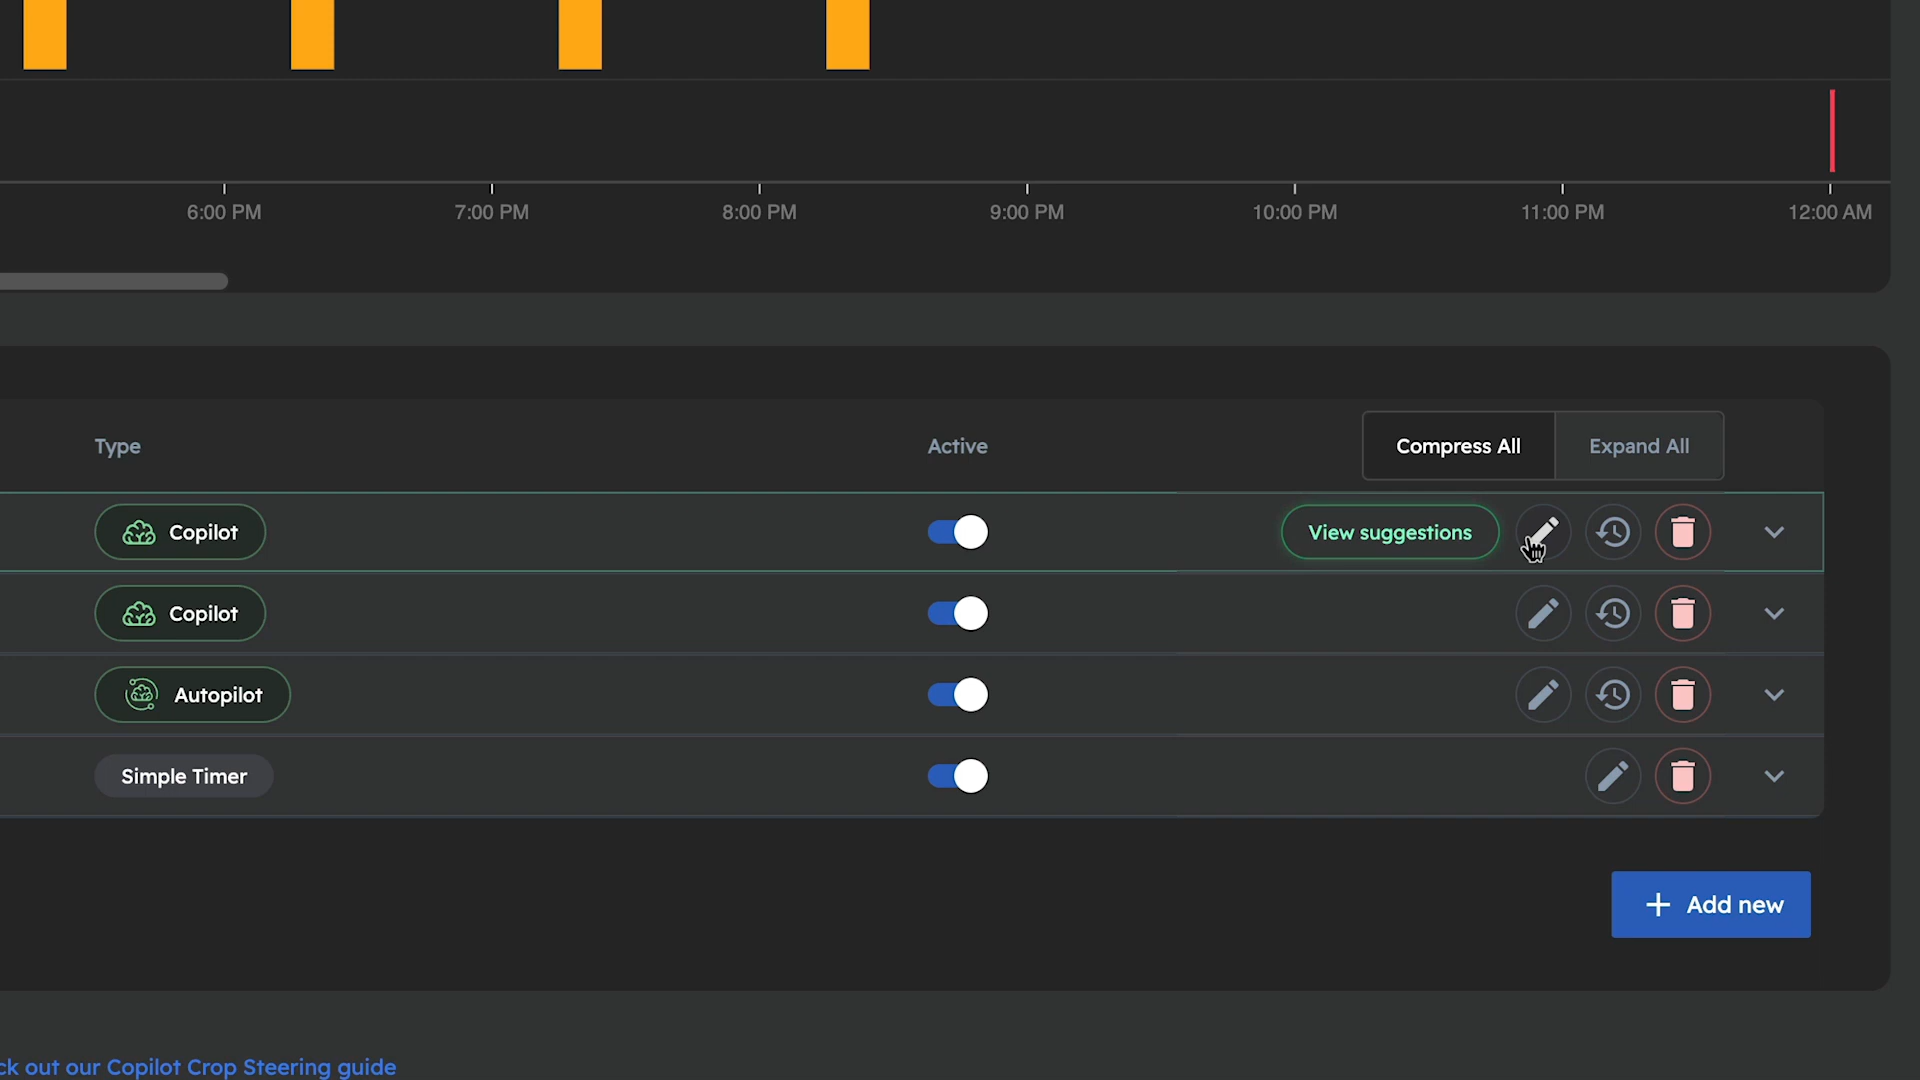 6:00 PM 7:00 PM 8:00 PM 9:00 PM 10:00 PM 11:00 PM 12:00 AM
Type Active Compress All Expand All
Copilot View suggestions
Copilot
Autopilot
Simple Timer
+ Add new
ck out our Copilot Crop Steering guide